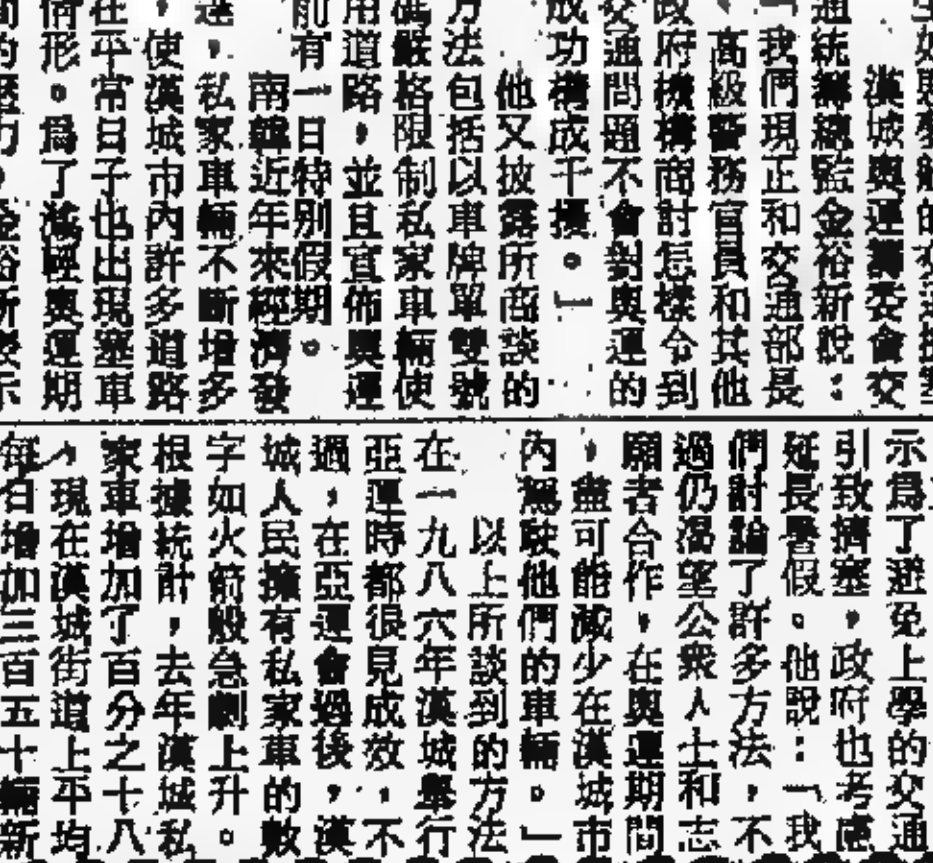 漢城奧運籌委會交
通統籌總監金裕新說：
「我們現正和交通部長
、高級警務官員和其他
政府機構商討怎樣令到
交通問題不會對奧運的
成功構成干擾。」
他又披露所商談的
方法包括以車牌單雙號
碼嚴格限制私家車輛使
用道路，並且宣佈奧運
前有一日特別假期。
南韓近年來經濟發
達，私家車輛不斷增多
，使漢城市內許多道路
在平常日子也出現塞車
情形。爲了減輕奧運期
間的壓力，金裕新表示
示爲了避免上學的交通
引致擠塞，政府也考慮
延長暑假。他說：「我
們討論了許多方法，不
過仍渴望公衆人士和志
願者合作，在奧運期間
，盡可能減少在漢城市
內駕駛他們的車輛。」
以上所談到的方法
在一九八六年漢城舉行
亞運時都很見成效，不
過，在亞運會過後，漢
城人民擁有私家車的數
字如火箭般急劇上升。
根據統計，去年漢城私
家車增加了百分之十八
，現在漢城街道上平均
每日增加三百五十輛新